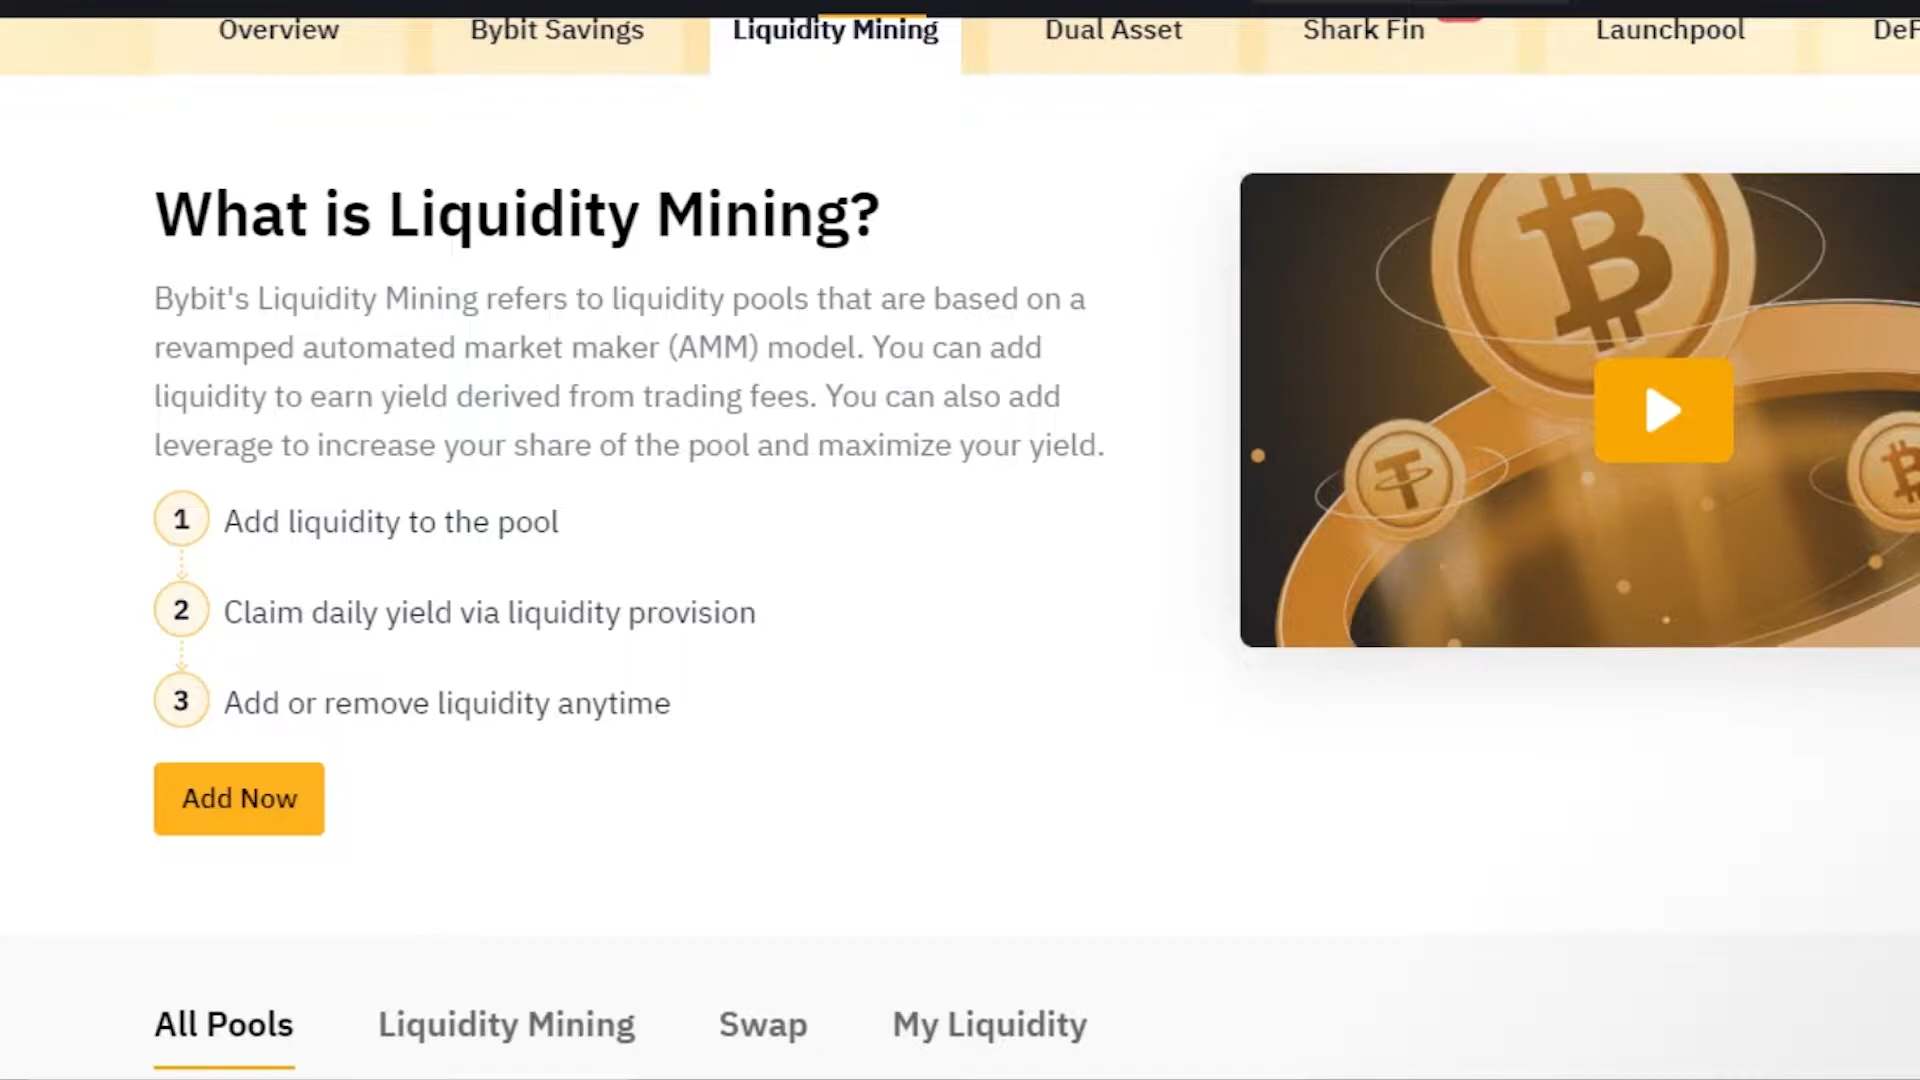 Overview Bybit Savings Liquidity Mining Dual Asset Shark Fin Launchpool DeF
What is Liquidity Mining?
Bybit's Liquidity Mining refers to liquidity pools that are based on a
revamped automated market maker (AMM) model. You can add
liquidity to earn yield derived from trading fees. You can also add
leverage to increase your share of the pool and maximize your yield.
1 Add liquidity to the pool
2 Claim daily yield via liquidity provision
3 Add or remove liquidity anytime
Add Now
All Pools Liquidity Mining Swap My Liquidity